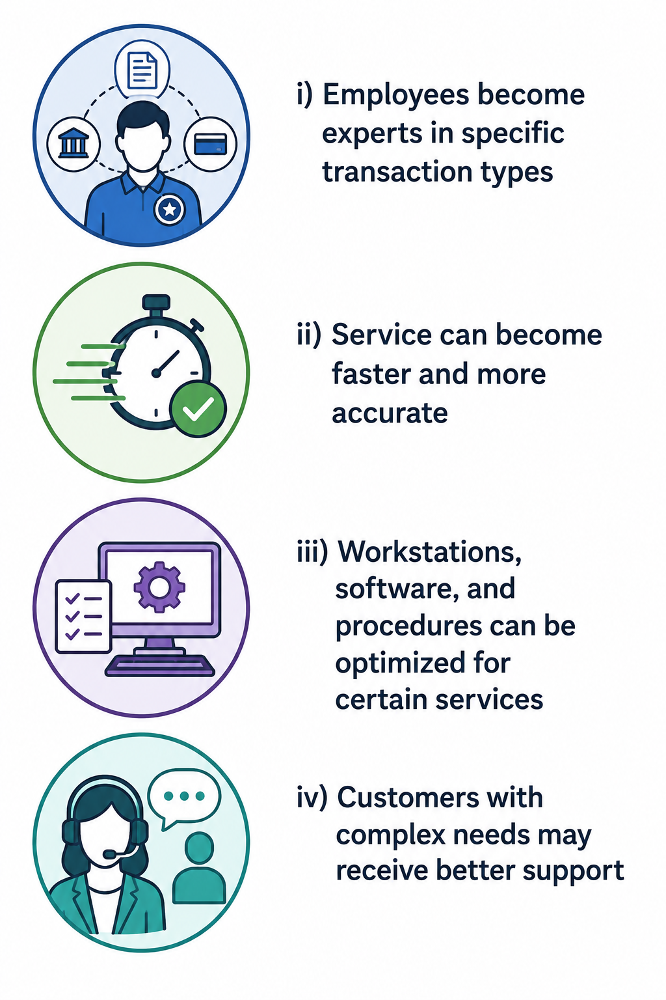 i) Employees become
experts in specific
transaction types
ii) Service can become
faster and more
accurate
iii) Workstations,
software, and
procedures can be
optimized for
certain services
iv) Customers with
complex needs may
receive better support